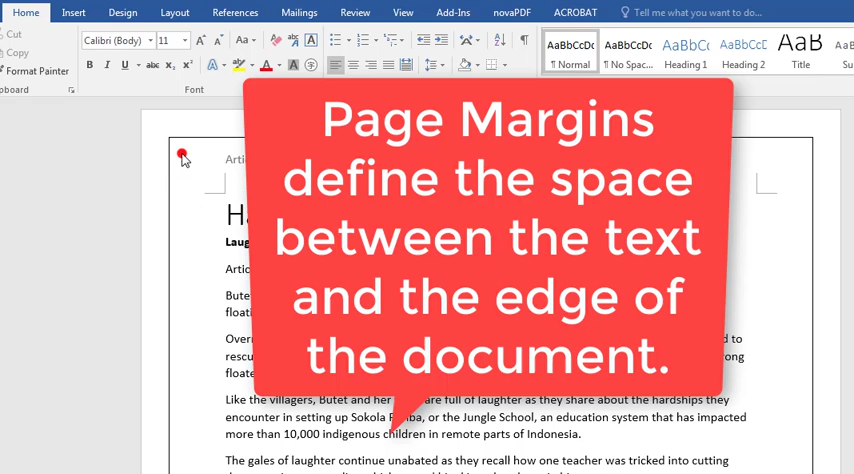 Home Insert Design Layout References Mailings Review View Add-Ins novaPDF ACROBAT Tell me what you want to do...
Cut
Copy
Format Painter
Calibri (Body) 11
AaBbCcDc AaBbCcDc AaBbCc AaBbCcD AaB
¶ Normal ¶ No Spac... Heading 1 Heading 2 Title
Font
Page Margins
define the space
between the text
and the edge of
the document.
Like the villagers, Butet and her are full of laughter as they share about the hardships they
encounter in setting up Sokola or the Jungle School, an education system that has impacted
more than 10,000 indigenous children in remote parts of Indonesia.
The gales of laughter continue unabated as they recall how one teacher was tricked into cutting